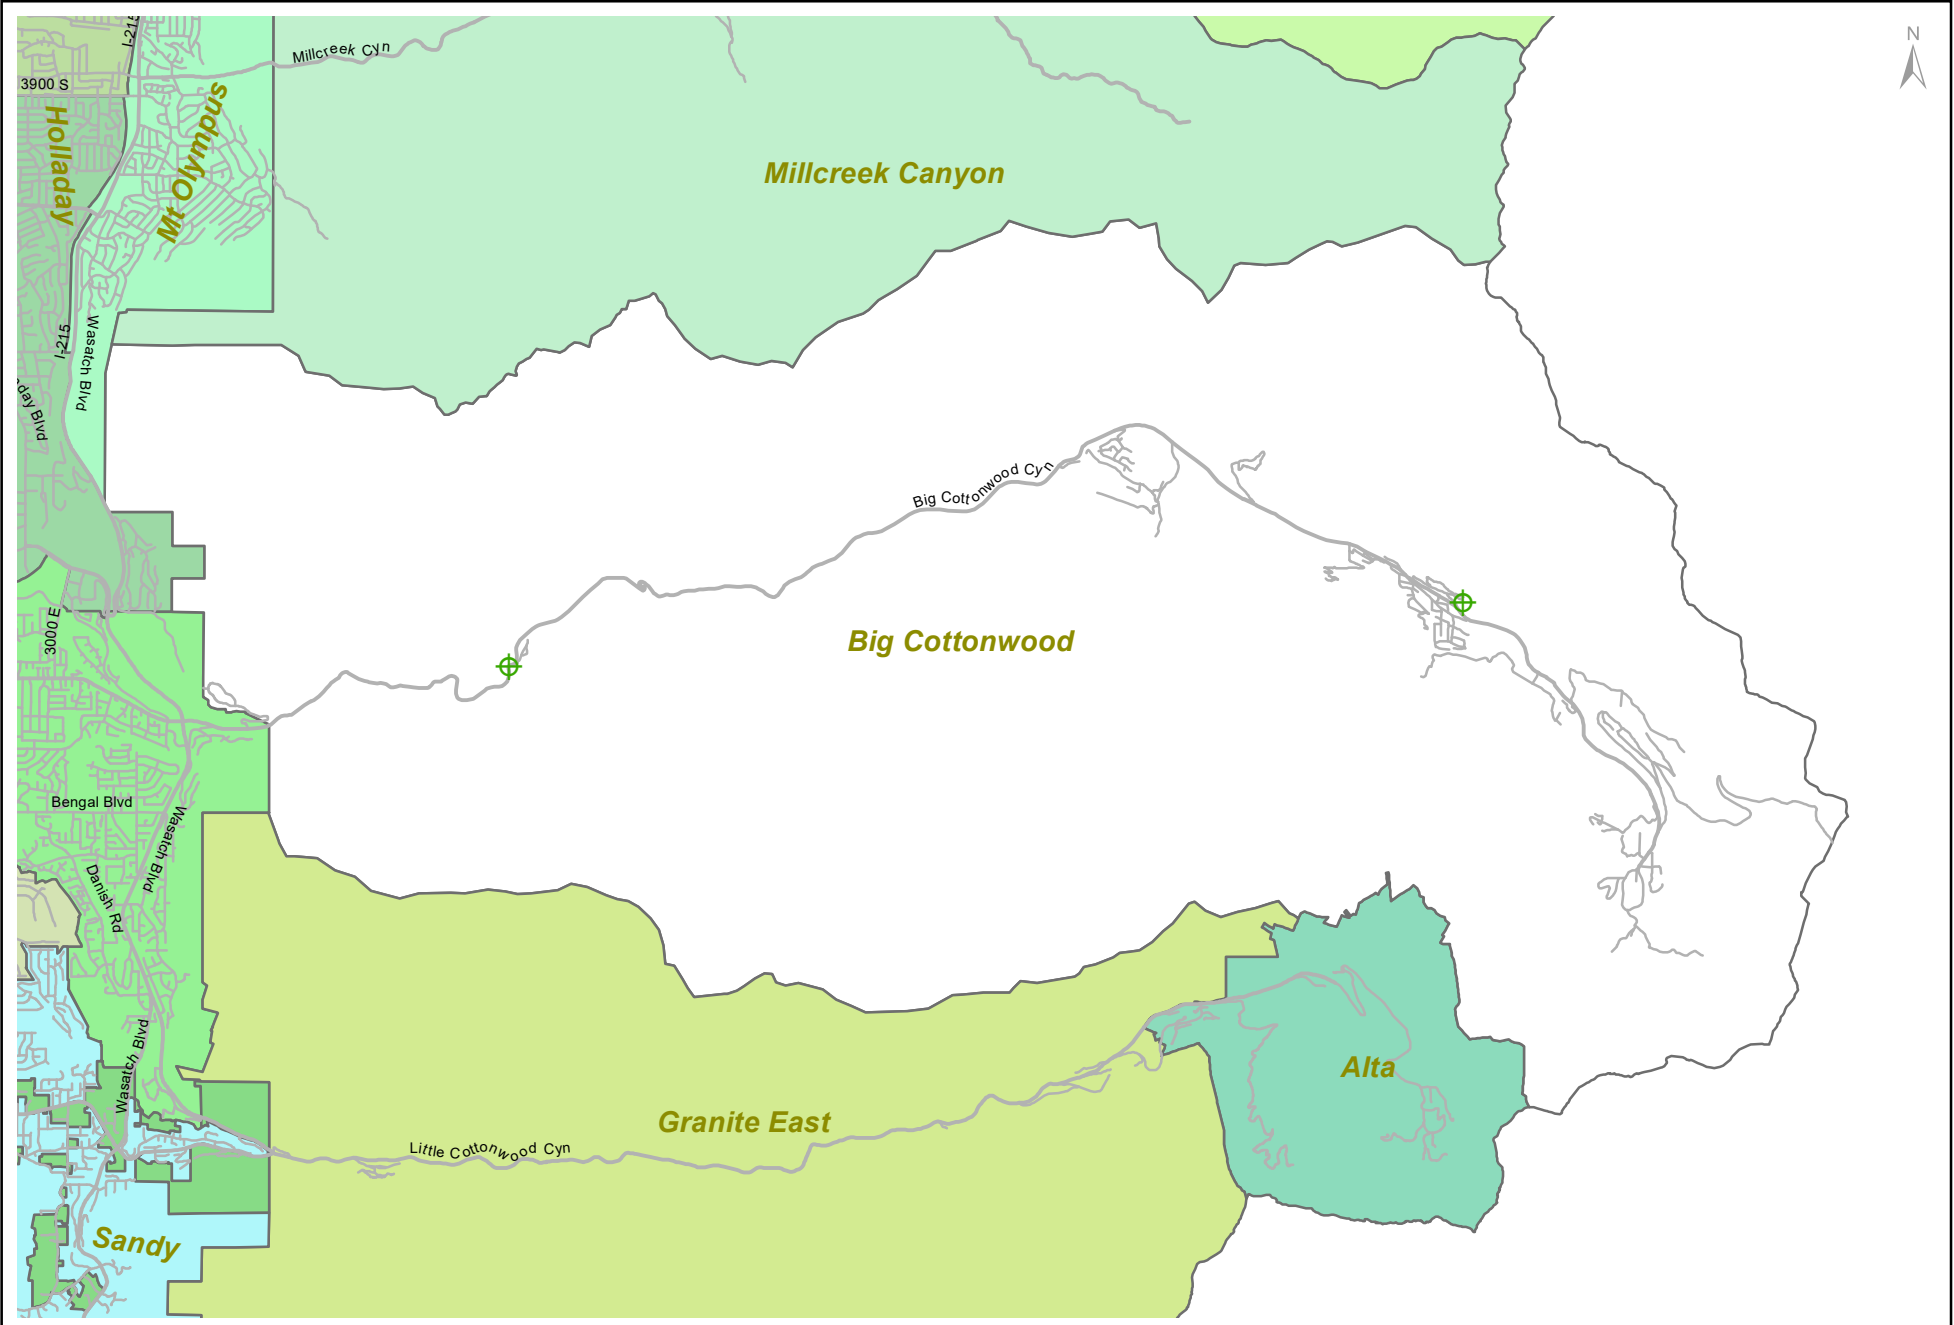 N
I-215
Millcreek Cyn
3900 S
Holladay
Mt Olympus
Millcreek Canyon
I-215
Wasatch Blvd
day Blvd
Big Cottonwood Cyn
3000 E
Big Cottonwood
Bengal Blvd
Wasatch Blvd
Danish Rd
Wasatch Blvd
Alta
Granite East
Little Cottonwood Cyn
Sandy